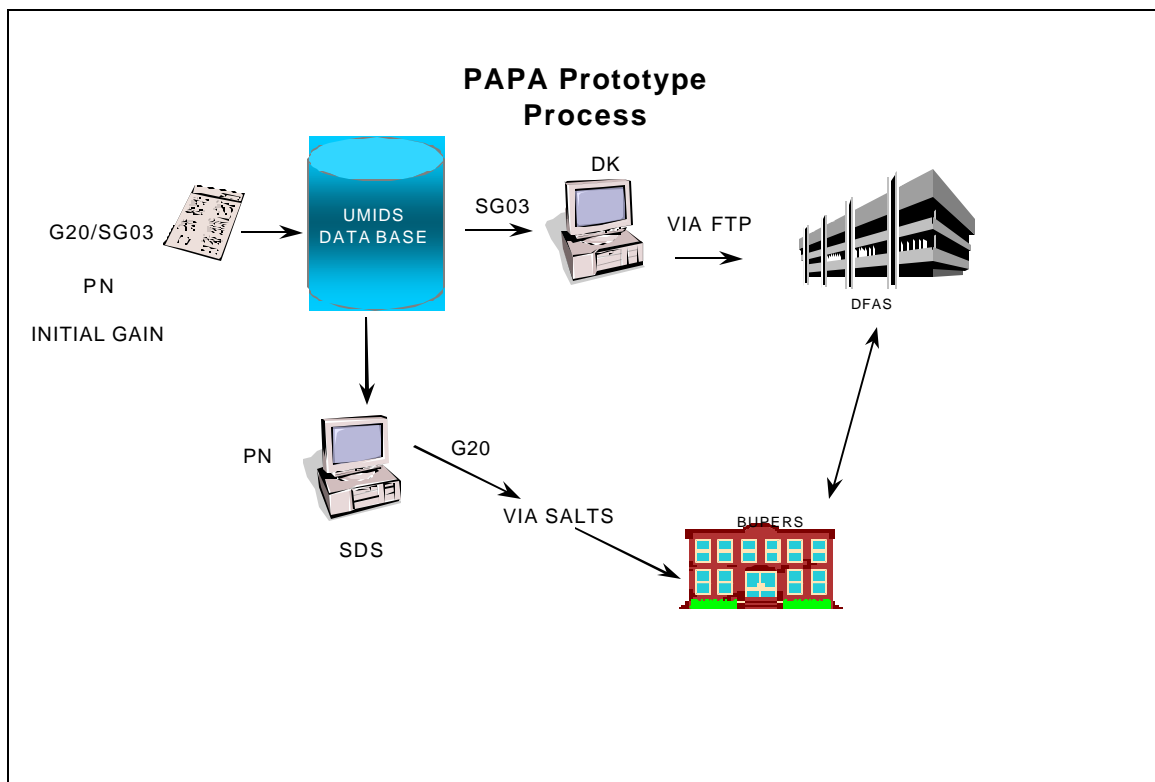 PAPA Prototype
Process
DK
SG03
VIA FTP
UMIDS
DATA BASE
G20/SG03
PN
INITIAL GAIN
DFAS
PN
G20
VIA SALTS
SDS
BUPERS